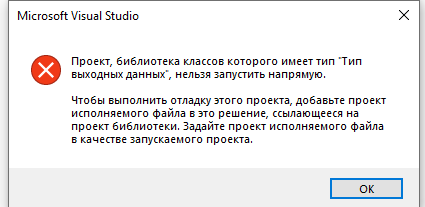 Microsoft Visual Studio
Проект, библиотека классов которого имеет тип "Тип
выходных данных", нельзя запустить напрямую.
Чтобы выполнить отладку этого проекта, добавьте проект
исполняемого файла в это решение, ссылающееся на
проект библиотеки. Задайте проект исполняемого файла
в качестве запускаемого проекта.
ОК